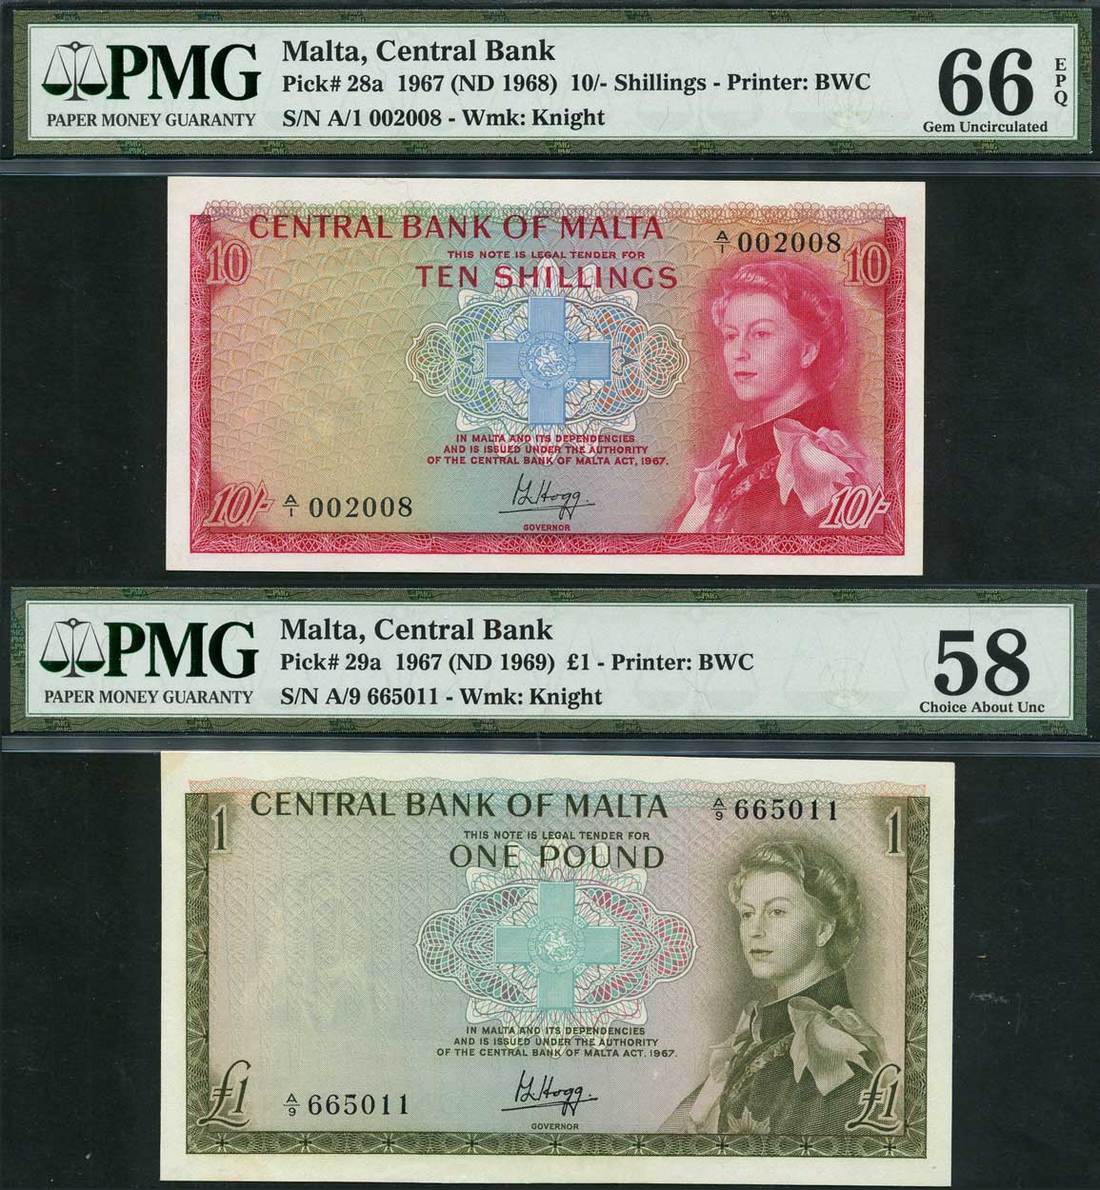 PMG
PAPER MONEY GUARANTY
Malta, Central Bank
Pick# 28a 1967 (ND 1968) 10/- Shillings - Printer: BWC
S/N A/1 002008 - Wmk: Knight
66 EPQ
Gem Uncirculated
CENTRAL BANK OF MALTA
A/1 002008
10
10
THIS NOTE IS LEGAL TENDER FOR
TEN SHILLINGS
IN MALTA AND ITS DEPENDENCIES
AND IS ISSUED UNDER THE AUTHORITY
OF THE CENTRAL BANK OF MALTA ACT, 1967.
10/- A/1 002008
Hogg.
10/-
GOVERNOR
PMG
PAPER MONEY GUARANTY
Malta, Central Bank
Pick# 29a 1967 (ND 1969) £1 - Printer: BWC
S/N A/9 665011 - Wmk: Knight
58
Choice About Unc
1
CENTRAL BANK OF MALTA
A/9 665011
1
THIS NOTE IS LEGAL TENDER FOR
ONE POUND
IN MALTA AND ITS DEPENDENCIES
AND IS ISSUED UNDER THE AUTHORITY
OF THE CENTRAL BANK OF MALTA ACT, 1967.
£1 A/9 665011
Hogg.
£1
GOVERNOR